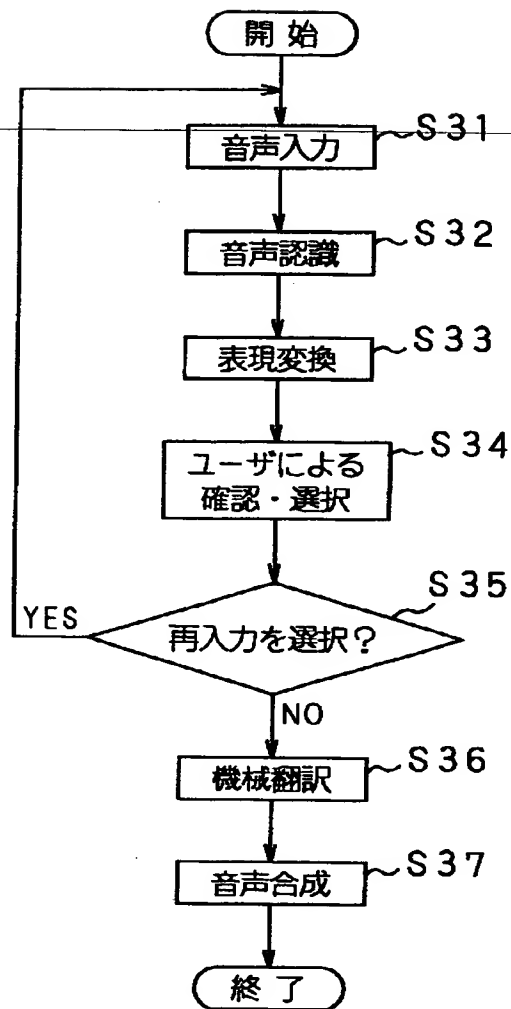 開始
音声入力
S31
音声認識
S32
表現変換
S33
ユーザによる
確認・選択
S34
再入力を選択?
S35
YES
NO
機械翻訳
S36
音声合成
S37
終了